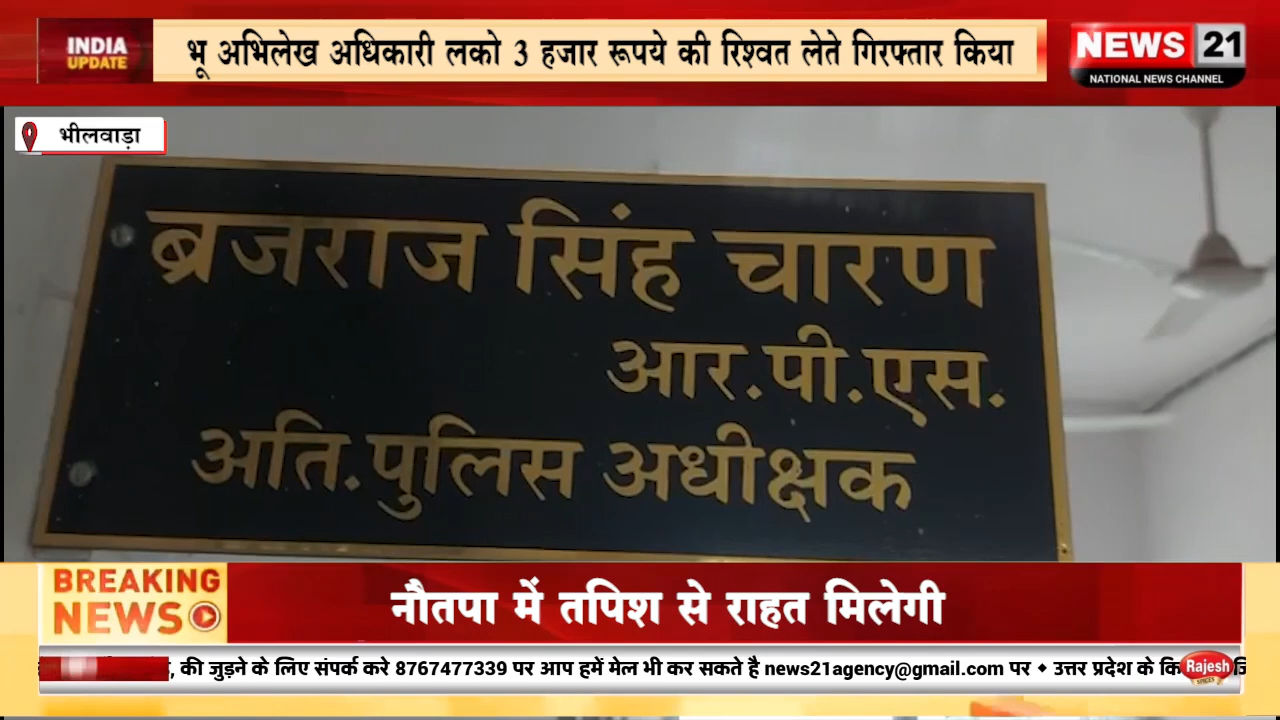 INDIA
UPDATE
भू अभिलेख अधिकारी लको 3 हजार रूपये की रिश्वत लेते गिरफ्तार किया
NEWS 21
NATIONAL NEWS CHANNEL
भीलवाड़ा
ब्रजराज सिंह चारण
आर.पी.एस.
अति.पुलिस अधीक्षक
BREAKING
NEWS
नौतपा में तपिश से राहत मिलेगी
, की जुड़ने के लिए संपर्क करे 8767477339 पर आप हमें मेल भी कर सकते है news21agency@gmail.com पर ◆ उत्तर प्रदेश के
Rajesh
SPICES